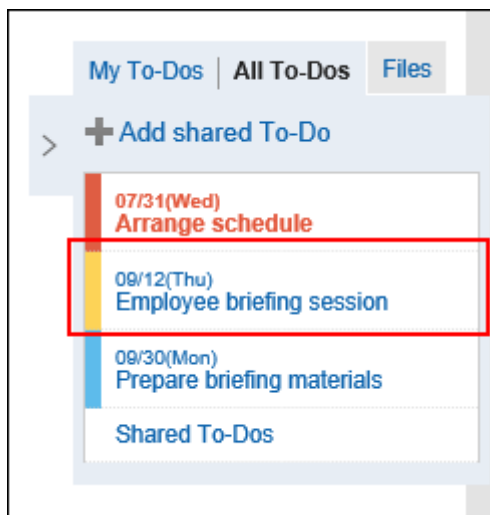 My To-Dos | All To-Dos Files
> 
Add shared To-Do
07/31(Wed)
Arrange schedule
09/12(Thu)
Employee briefing session
09/30(Mon)
Prepare briefing materials
Shared To-Dos